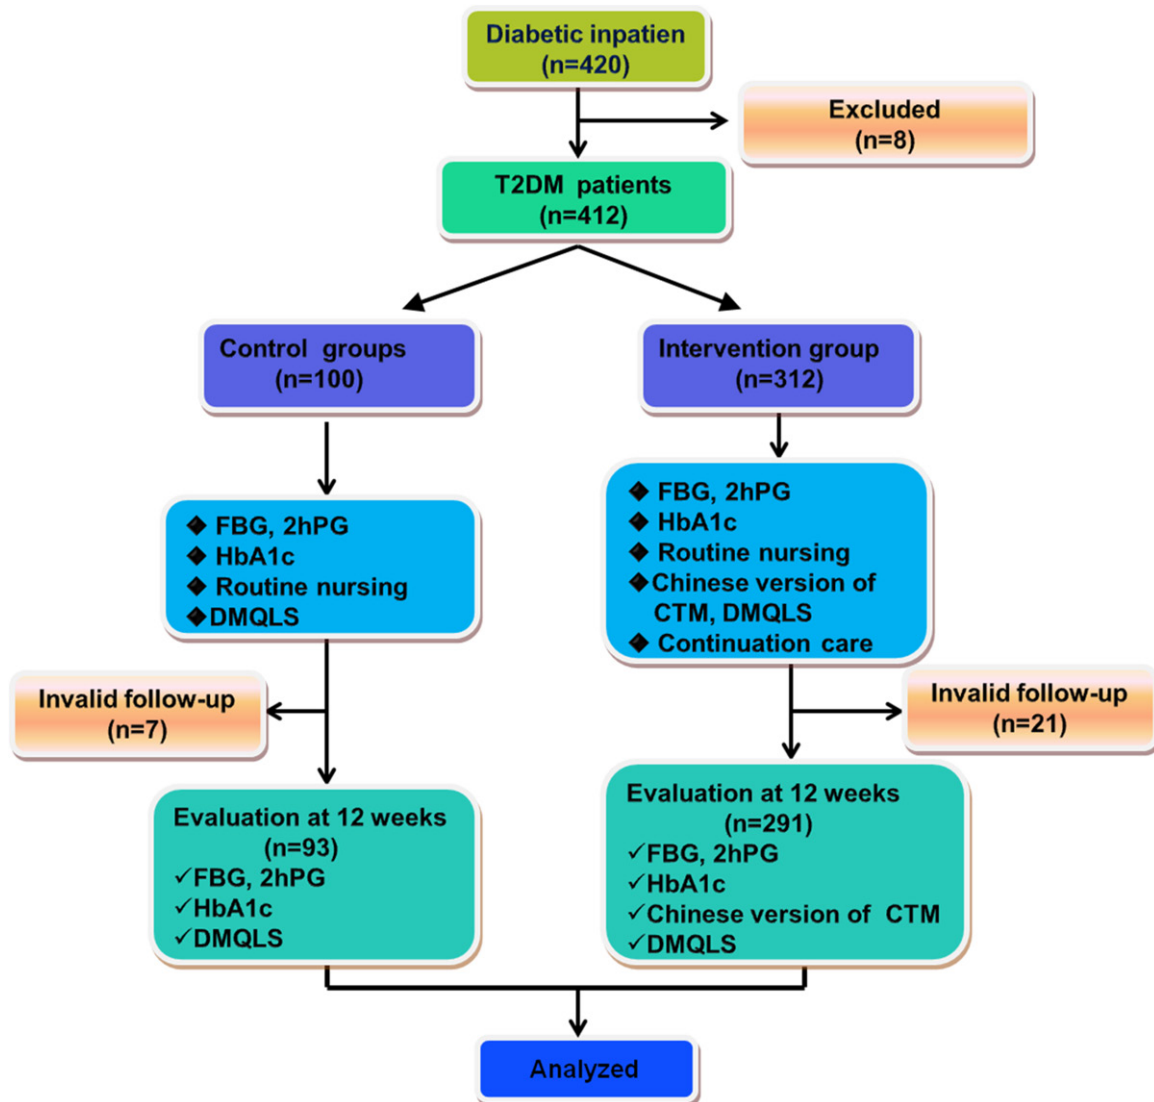 Diabetic inpatien
(n=420)
Excluded
(n=8)
T2DM patients
(n=412)
Control groups
(n=100)
Intervention group
(n=312)
◆ FBG, 2hPG
◆ HbA1c
◆ Routine nursing
◆DMQLS
◆ FBG, 2hPG
◆ HbA1c
◆ Routine nursing
◆Chinese version of
CTM, DMQLS
◆ Continuation care
Invalid follow-up
(n=7)
Invalid follow-up
(n=21)
Evaluation at 12 weeks
(n=93)
✓FBG, 2hPG
✓HbA1c
✓DMQLS
Evaluation at 12 weeks
(n=291)
✓FBG, 2hPG
✓HbA1c
✓Chinese version of CTM
✓DMQLS
Analyzed